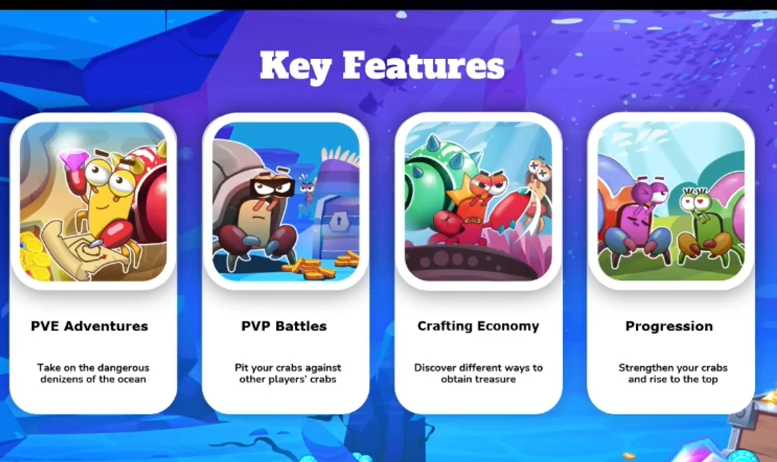 Key Features
PVE Adventures
Take on the dangerous
denizens of the ocean
PVP Battles
Pit your crabs against
other players' crabs
Crafting Economy
Discover different ways to
obtain treasure
Progression
Strengthen your crabs
and rise to the top